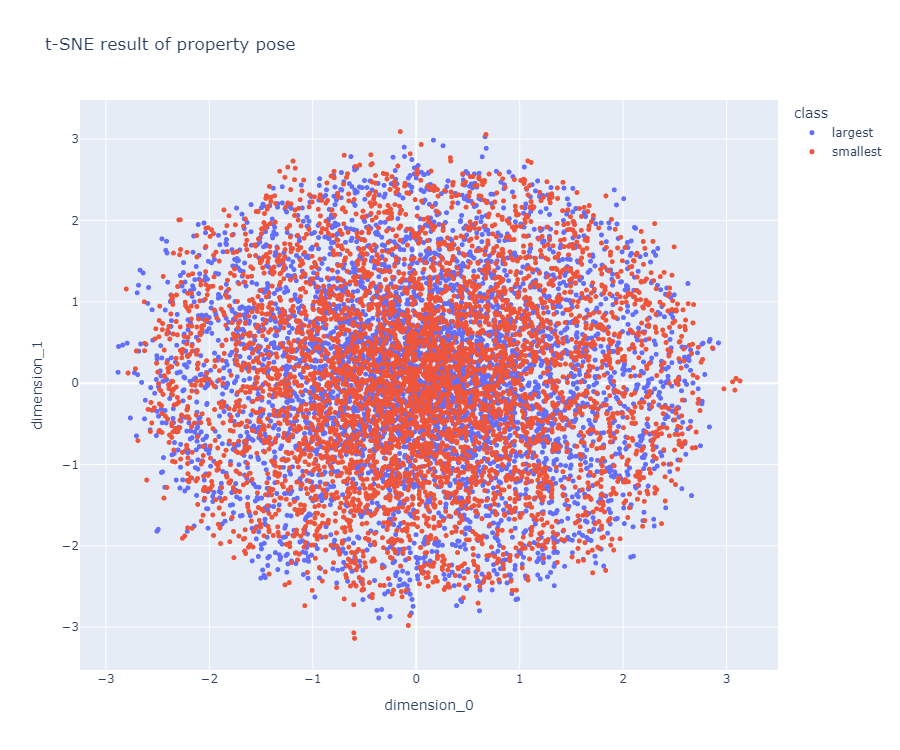 t-SNE result of property pose
class
largest
smallest
3
2
1
0
−1
−2
−3
dimension_1
−3
−2
−1
0
1
2
3
dimension_0